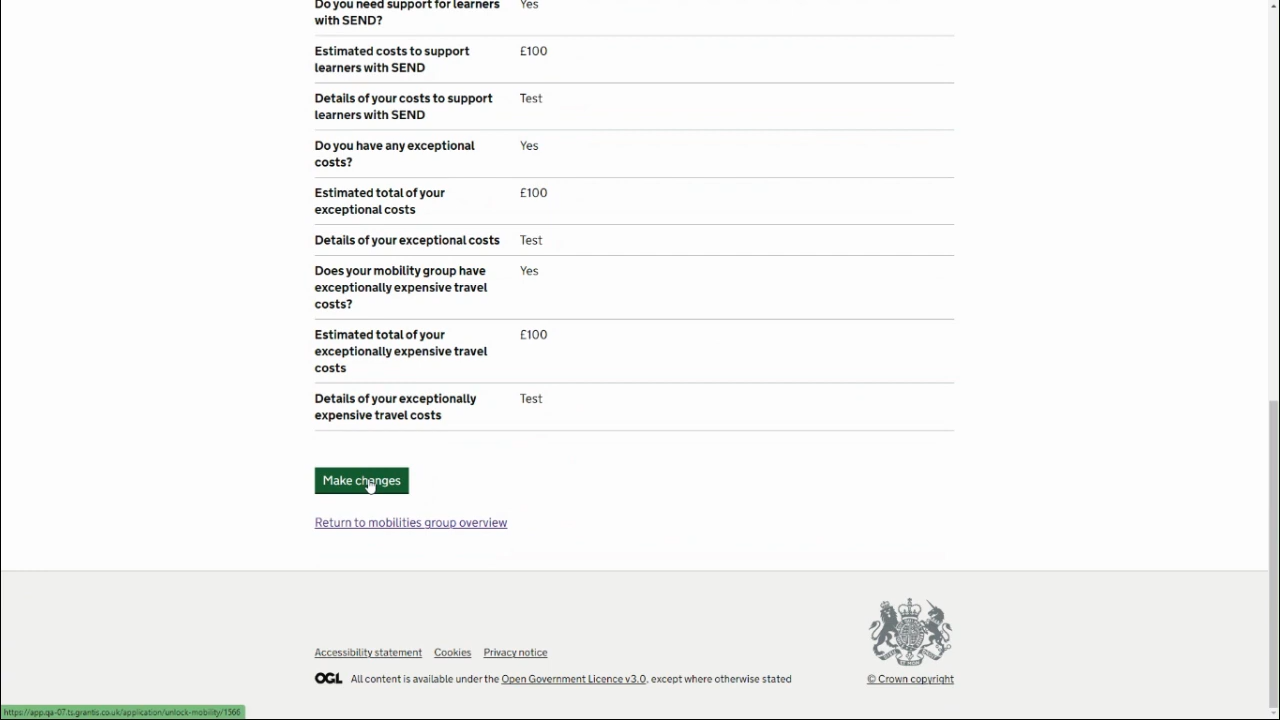 Do you need support for learners
with SEND?
Yes
Estimated costs to support
learners with SEND
£100
Details of your costs to support
learners with SEND
Test
Do you have any exceptional
costs?
Yes
Estimated total of your
exceptional costs
£100
Details of your exceptional costs
Test
Does your mobility group have
exceptionally expensive travel
costs?
Yes
Estimated total of your
exceptionally expensive travel
costs
£100
Details of your exceptionally
expensive travel costs
Test
Make changes
Return to mobilities group overview
Accessibility statement Cookies Privacy notice
OGL All content is available under the Open Government Licence v3.0, except where otherwise stated
© Crown copyright
https://app.qa-07.ts.grantis.co.uk/application/unlock-mobility/1566